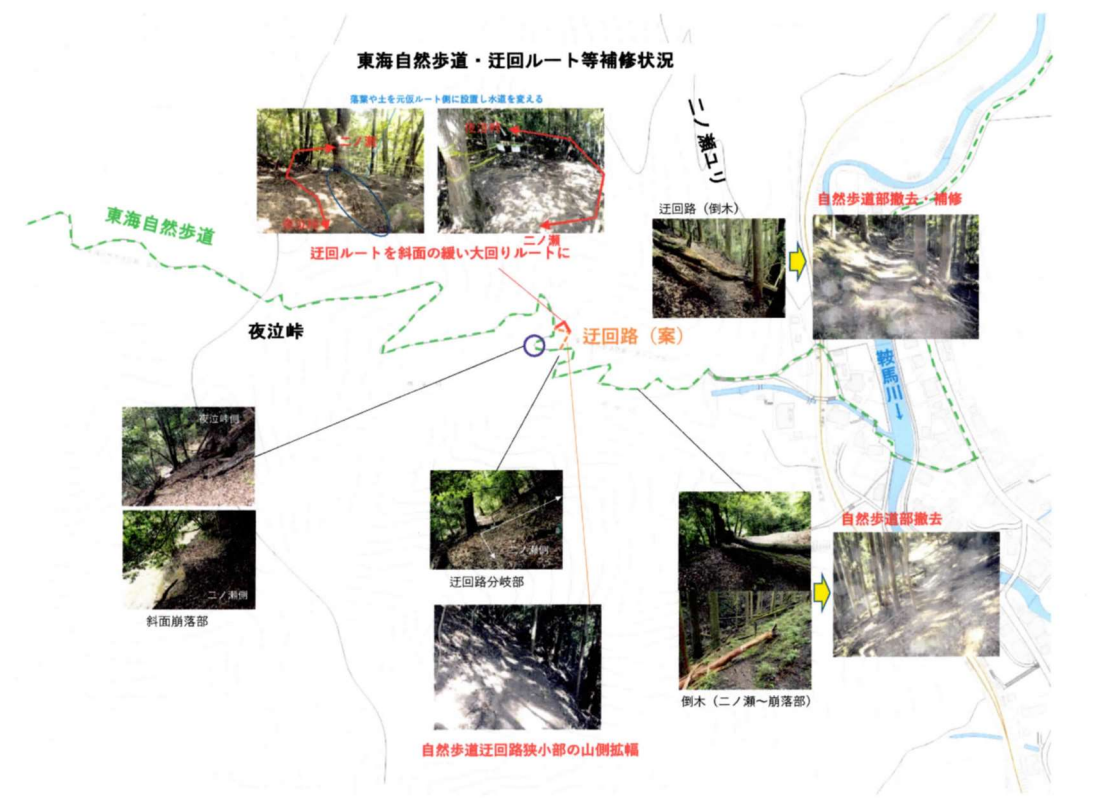 東海自然歩道・迂回ルート等補修状況
落葉や土を元仮ルート側に設置し水道を変える
二ノ瀬
二ノ瀬
迂回ルートを斜面の緩い大回りルートに
二ノ瀬ユリ
迂回路（倒木）
自然歩道部撤去・補修
東海自然歩道
夜泣峠
迂回路（案）
鞍馬川→
夜泣峠側
二ノ瀬側
斜面崩落部
二ノ瀬側
迂回路分岐部
自然歩道迂回路狭小部の山側拡幅
倒木（二ノ瀬～崩落部）
自然歩道部撤去